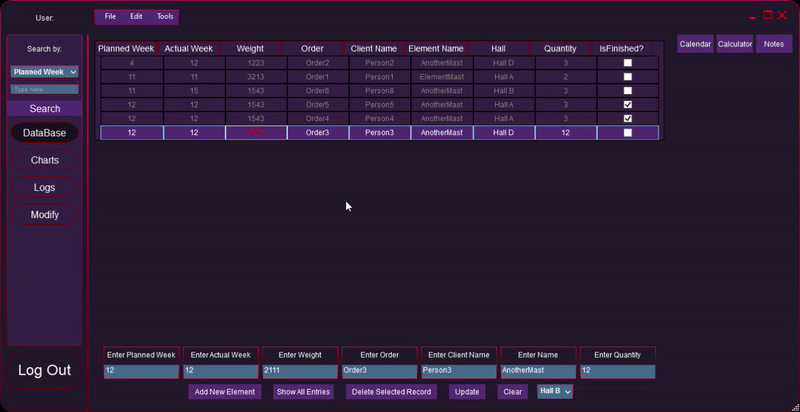 User:
File Edit Tools
Calendar Calculator Notes
Search by:
Planned Week
Type Here...
Search
DataBase
Charts
Logs
Modify
Log Out
Planned Week Actual Week Weight Order Client Name Element Name Hall Quantity IsFinished?
4 12 1223 Order2 Person2 AnotherMast Hall D 3
11 11 3213 Order1 Person1 ElementMast Hall A 2
11 15 1543 Order8 Person8 AnotherMast Hall B 3
12 12 1543 Order5 Person5 AnotherMast Hall A 3
12 12 1543 Order4 Person4 AnotherMast Hall A 3
12 12 Order3 Person3 AnotherMast Hall D 12
Enter Planned Week Enter Actual Week Enter Weight Enter Order Enter Client Name Enter Name Enter Quantity
12 12 2111 Order3 Person3 AnotherMast 12
Add New Element Show All Entries Delete Selected Record Update Clear Hall B